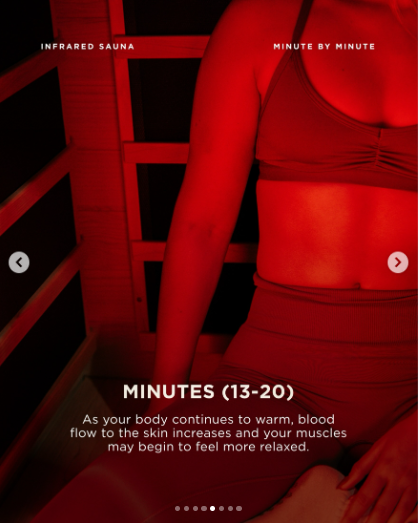 INFRARED SAUNA
MINUTE BY MINUTE
MINUTES (13-20)
As your body continues to warm, blood
flow to the skin increases and your muscles
may begin to feel more relaxed.